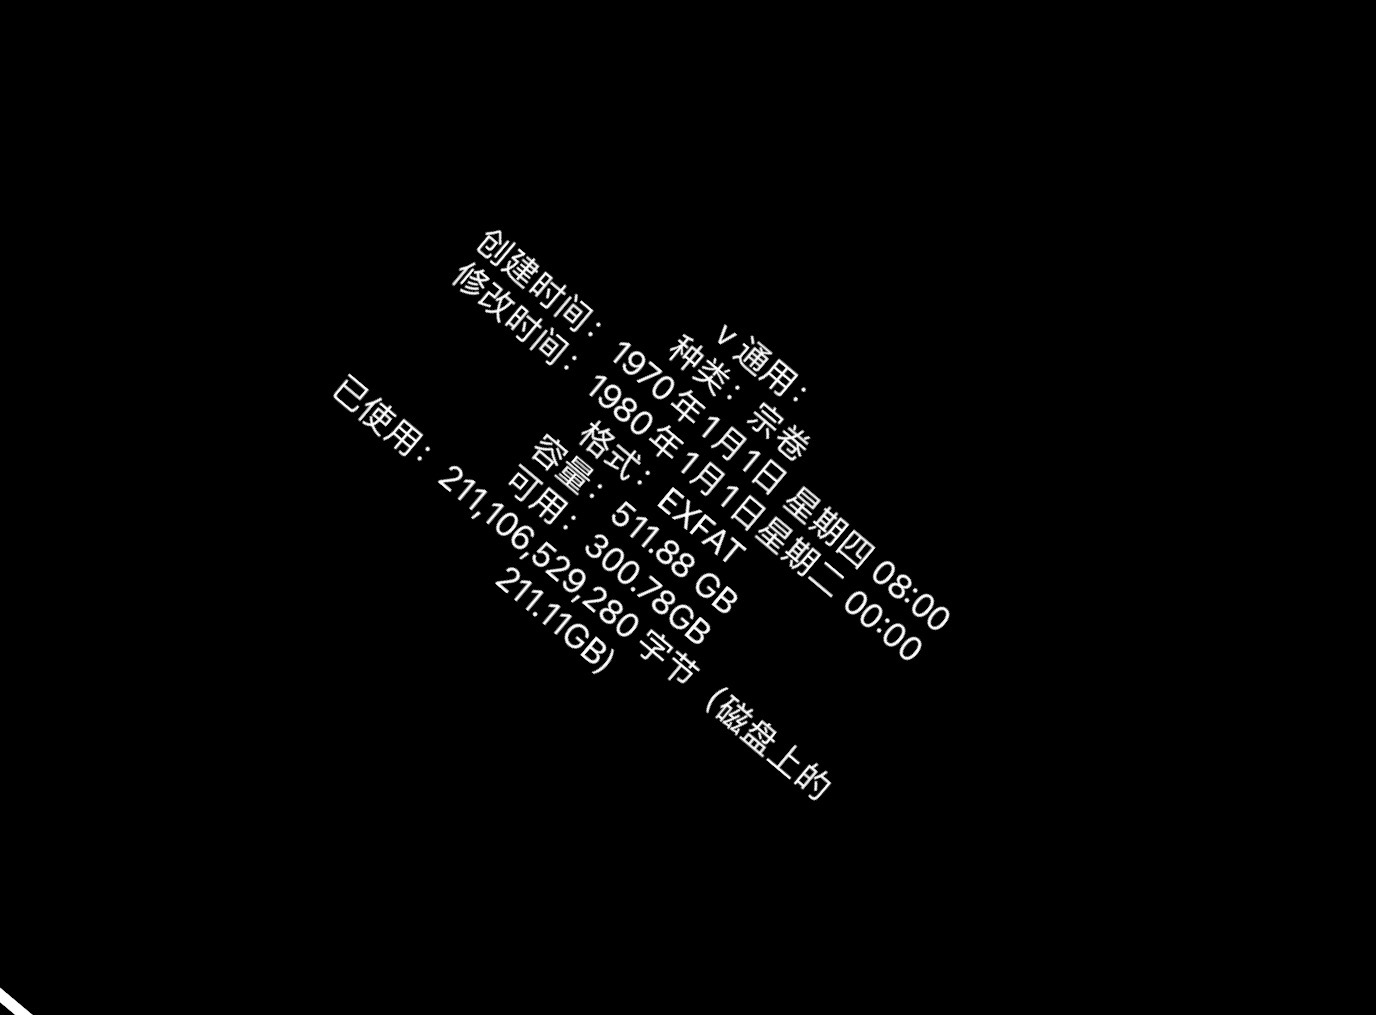 v 通用：
种类：宗卷
创建时间：1970年1月1日 星期四 08:00
修改时间：1980年1月1日星期二 00:00
格式：EXFAT
容量：511.88 GB
可用：300.78GB
已使用：211,106,529,280 字节（磁盘上的
211.11GB)